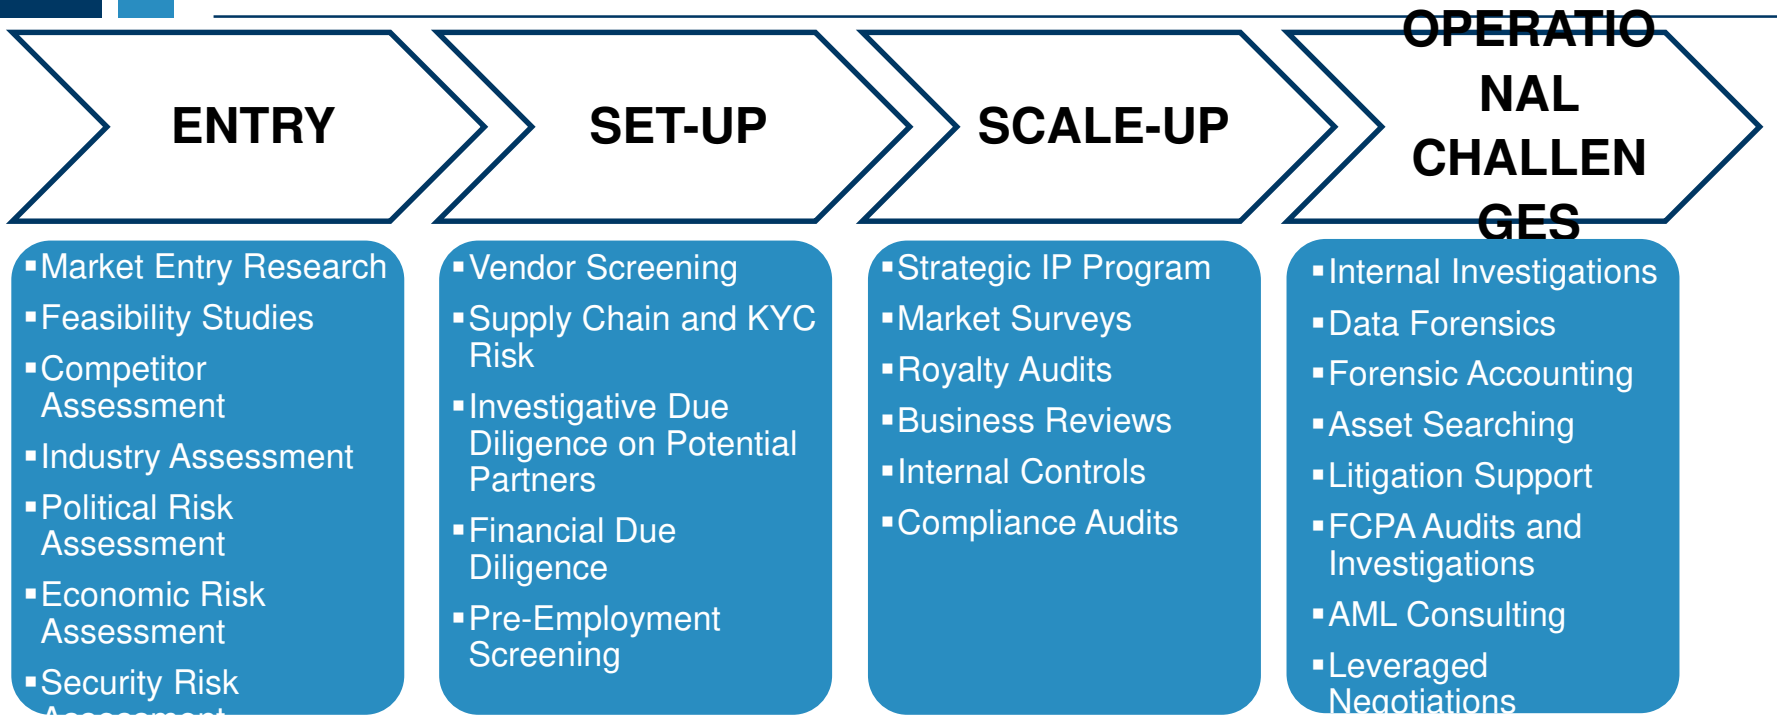 ENTRY
SET-UP
SCALE-UP
OPERATIO
NAL
CHALLEN
GES
▪Market Entry Research
▪Feasibility Studies
▪Competitor
Assessment
▪Industry Assessment
▪Political Risk
Assessment
▪Economic Risk
Assessment
▪Security Risk
Assessment
▪Vendor Screening
▪Supply Chain and KYC
Risk
▪Investigative Due
Diligence on Potential
Partners
▪Financial Due
Diligence
▪Pre-Employment
Screening
▪Strategic IP Program
▪Market Surveys
▪Royalty Audits
▪Business Reviews
▪Internal Controls
▪Compliance Audits
▪Internal Investigations
▪Data Forensics
▪Forensic Accounting
▪Asset Searching
▪Litigation Support
▪FCPA Audits and
Investigations
▪AML Consulting
▪Leveraged
Negotiations